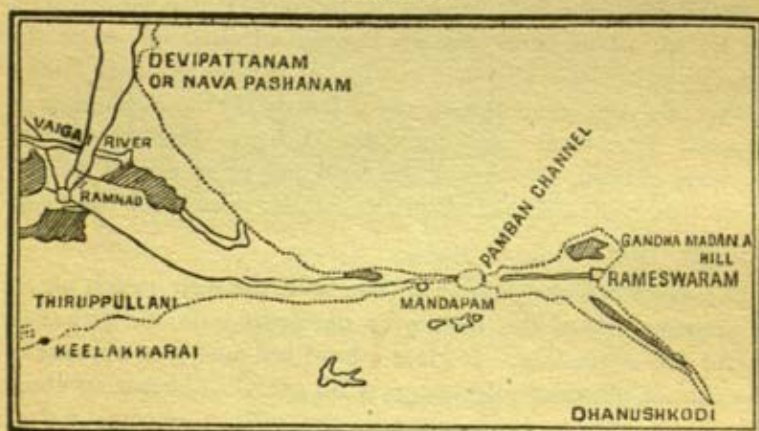 DEVIPATTANAM
OR NAVA PASHANAM
VAIGAI RIVER
RAMNAD
PAMBAN CHANNEL
GANDHA MADANA
HILL
RAMESWARAM
MANDAPAM
THIRUPPULLANI
KEELAKKARAI
DHANUSHKODI